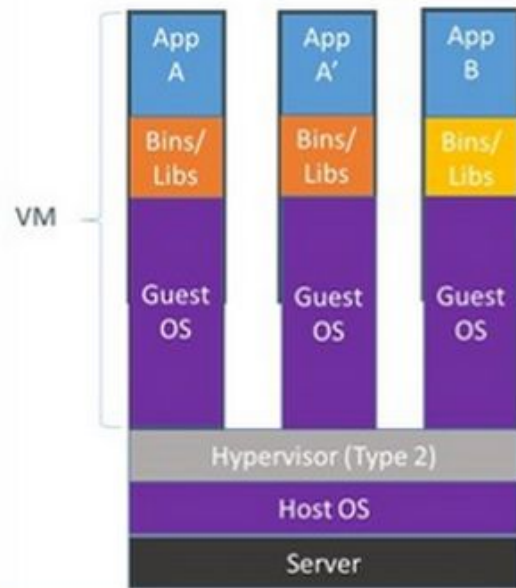 App
A
App
A'
App
B
Bins/
Libs
Bins/
Libs
Bins/
Libs
VM
Guest
OS
Guest
OS
Guest
OS
Hypervisor (Type 2)
Host OS
Server